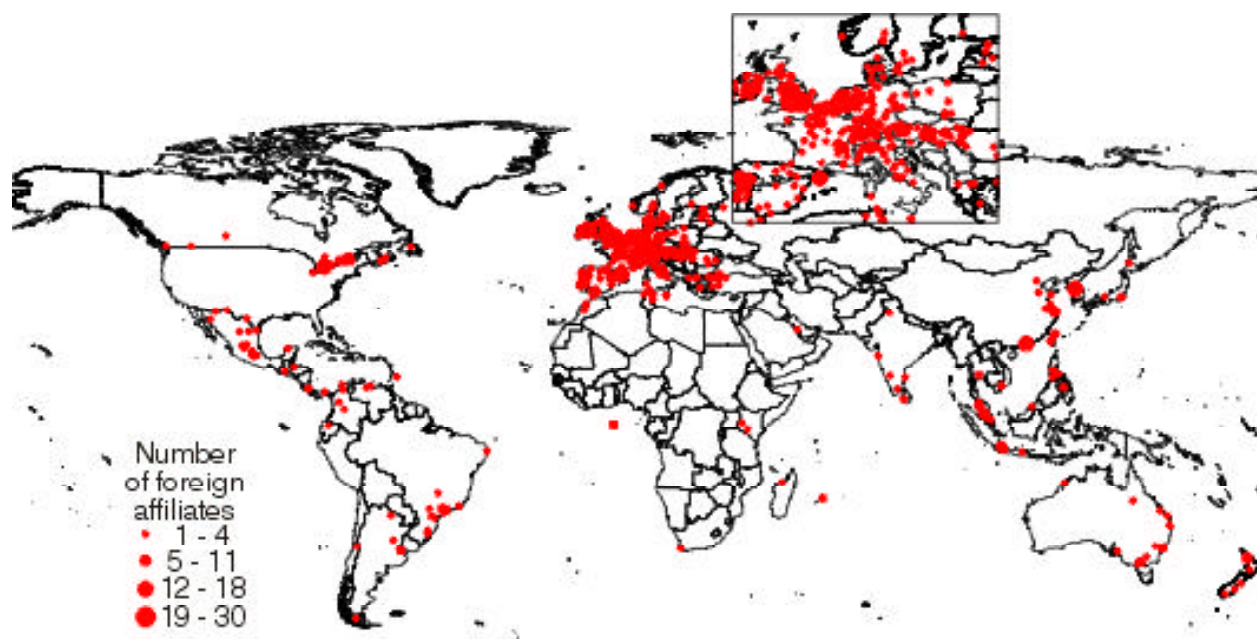 Number
of foreign
affiliates
1 - 4
5 - 11
12 - 18
19 - 30